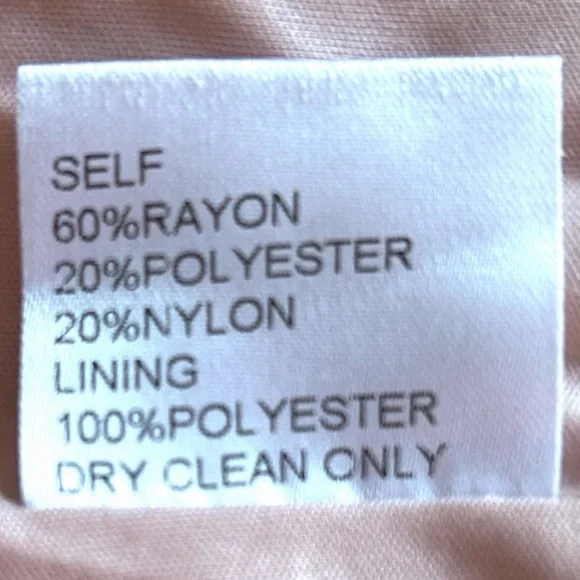 SELF
60%RAYON
20%POLYESTER
20%NYLON
LINING
100%POLYESTER
DRY CLEAN ONLY